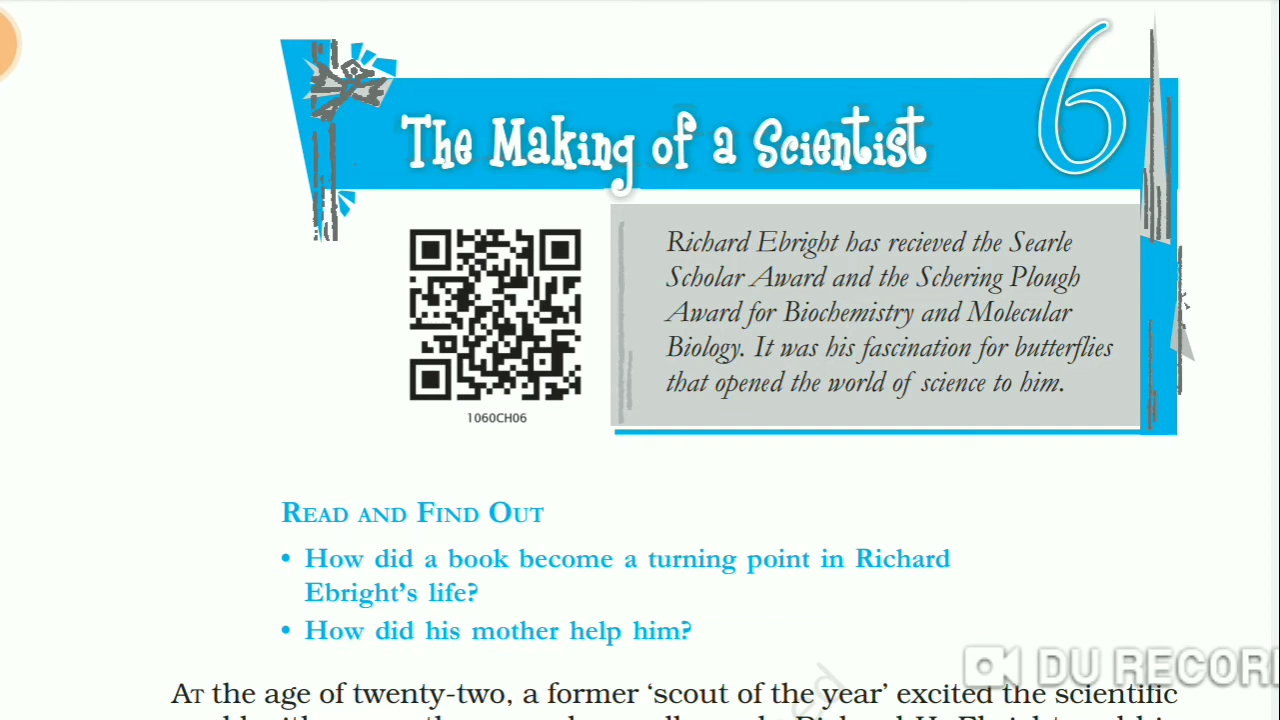 6
The Making of a Scientist
Richard Ebright has recieved the Searle
Scholar Award and the Schering Plough
Award for Biochemistry and Molecular
Biology. It was his fascination for butterflies
that opened the world of science to him.
1060CH06
READ AND FIND OUT
• How did a book become a turning point in Richard
Ebright's life?
• How did his mother help him?
DU RECOR
AT the age of twenty-two, a former ‘scout of the year’ excited the scientific